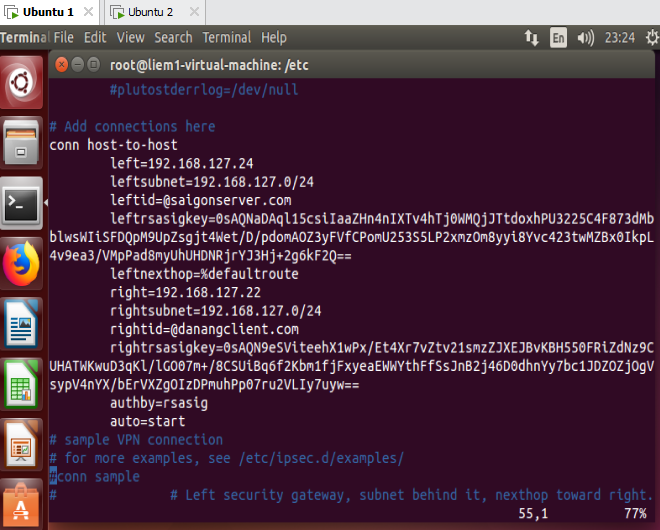 Ubuntu 1
Ubuntu 2
Terminal File Edit View Search Terminal Help
En
23:24
root@liem1-virtual-machine: /etc
#plutostderrlog=/dev/null
# Add connections here
conn host-to-host
left=192.168.127.24
leftsubnet=192.168.127.0/24
leftid=@saigonserver.com
leftrsasigkey=0sAQNaDAql15csiIaaZHn4nIXTv4hTj0WMQjJTtdoxhPU3225C4F873dMb
blwsWIiSFDQpM9UpZsgjt4Wet/D/pdomAOZ3yFVfCPomU253S5LP2xmzOm8yyi8Yvc423twMZBx0IkpL
4v9ea3/VMpPad8myUhUHDNRjrYJ3Hj+2g6kF2Q==
leftnexthop=%defaultroute
right=192.168.127.22
rightsubnet=192.168.127.0/24
rightid=@danangclient.com
rightrsasigkey=0sAQN9eSViteehX1wPx/Et4Xr7vZtv21smzZJXEJBvKBH550FRiZdNz9C
UHATWKwuD3qKl/lGO07m+/8CSUiBq6f2Kbm1fjFxyeaEWWYthFfSsJnB2j46D0dhnYy7bc1JDZOZjOgV
sypV4nYX/bErVXZgOIzDPmuhPp07ru2VLIy7uyw==
authby=rsasig
auto=start
# sample VPN connection
# for more examples, see /etc/ipsec.d/examples/
#conn sample
# # Left security gateway, subnet behind it, nexthop toward right.
55,1 77%